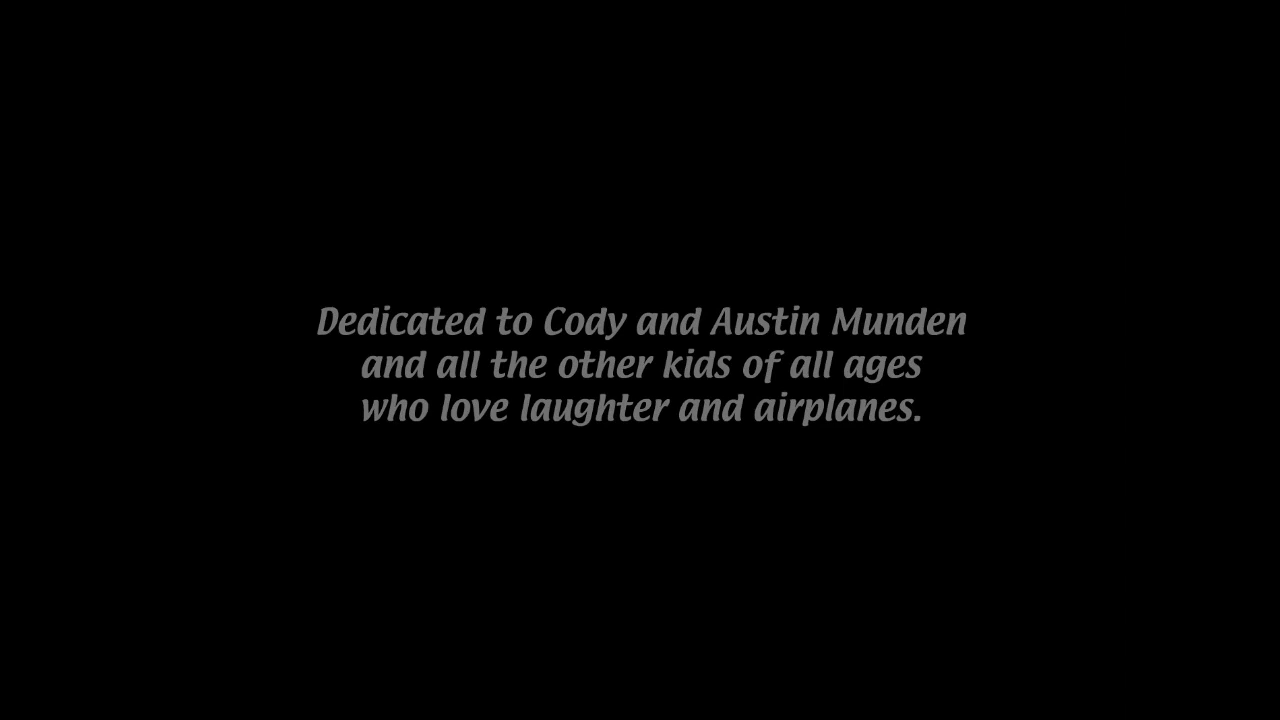 Dedicated to Cody and Austin Munden
and all the other kids of all ages
who love laughter and airplanes.